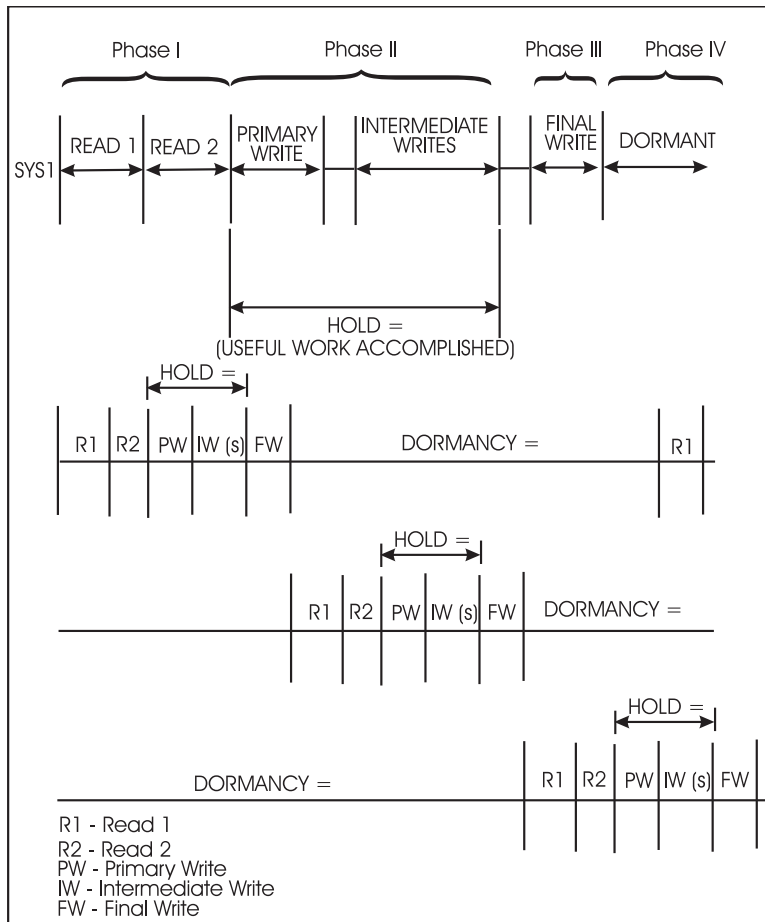 Phase I Phase II Phase III Phase IV
READ 1 READ 2 PRIMARY WRITE INTERMEDIATE WRITES FINAL WRITE DORMANT
SYS1
HOLD =
(USEFUL WORK ACCOMPLISHED)
HOLD =
R1 R2 PW IW (s) FW DORMANCY = R1
HOLD =
R1 R2 PW IW (s) FW DORMANCY =
HOLD =
DORMANCY = R1 R2 PW IW (s) FW
R1 - Read 1
R2 - Read 2
PW - Primary Write
IW - Intermediate Write
FW - Final Write